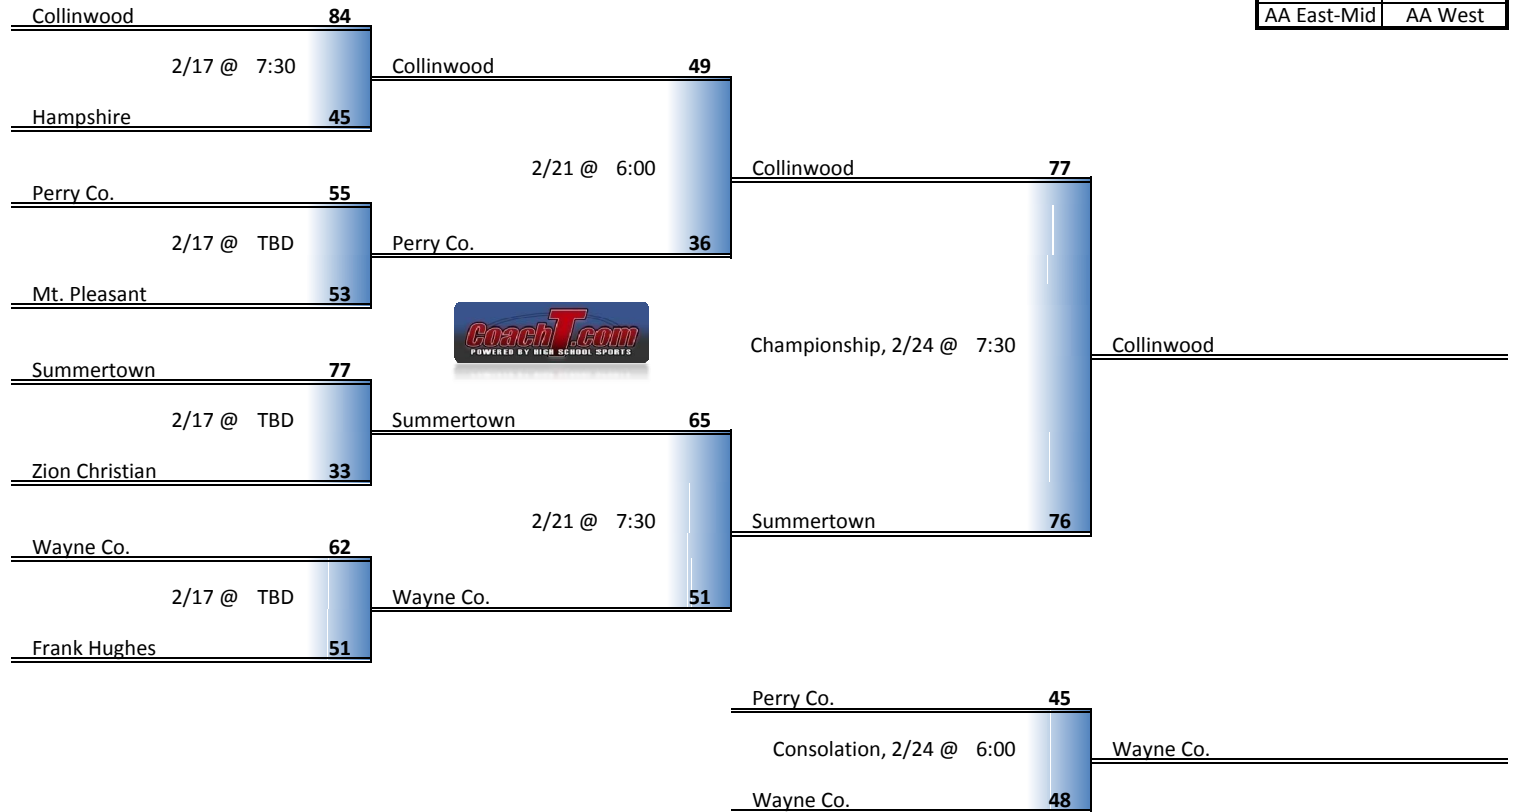 AA East-Mid AA West
Collinwood 84
2/17 @ 7:30
Hampshire 45
Perry Co. 55
2/17 @ TBD
Mt. Pleasant 53
Summertown 77
2/17 @ TBD
Zion Christian 33
Wayne Co. 62
2/17 @ TBD
Frank Hughes 51
Collinwood 49
2/21 @ 6:00
Perry Co. 36
CoachT.com
POWERED BY HIGH SCHOOL SPORTS
Summertown 65
2/21 @ 7:30
Wayne Co. 51
Collinwood 77
Championship, 2/24 @ 7:30
Summertown 76
Collinwood
Perry Co. 45
Consolation, 2/24 @ 6:00
Wayne Co. 48
Wayne Co.